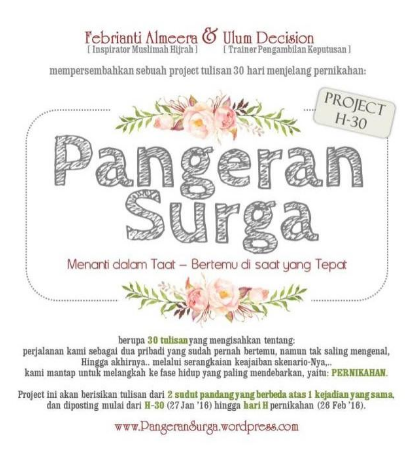 Febrianti Almeera & Ulum Decision
[ Inspirator Muslimah Hijrah ] [ Trainer Pengambilan Keputusan ]
mempersembahkan sebuah project tulisan 30 hari menjelang pernikahan:
PROJECT
H-30
Pangeran
Surga
Menanti dalam Taat – Bertemu di saat yang Tepat
berupa 30 tulisan yang mengisahkan tentang:
perjalanan kami sebagai dua pribadi yang sudah pernah bertemu, namun tak saling mengenal,
Hingga akhirnya.. melalui serangkaian keajaiban skenario-Nya,..
kami mantap untuk melangkah ke fase hidup yang paling mendebarkan, yaitu: PERNIKAHAN.
Project ini akan berisikan tulisan dari 2 sudut pandang yang berbeda atas 1 kejadian yang sama,
dan diposting mulai dari H-30 (27 Jan '16) hingga hari H pernikahan (26 Feb '16).
www.PangeranSurga.wordpress.com